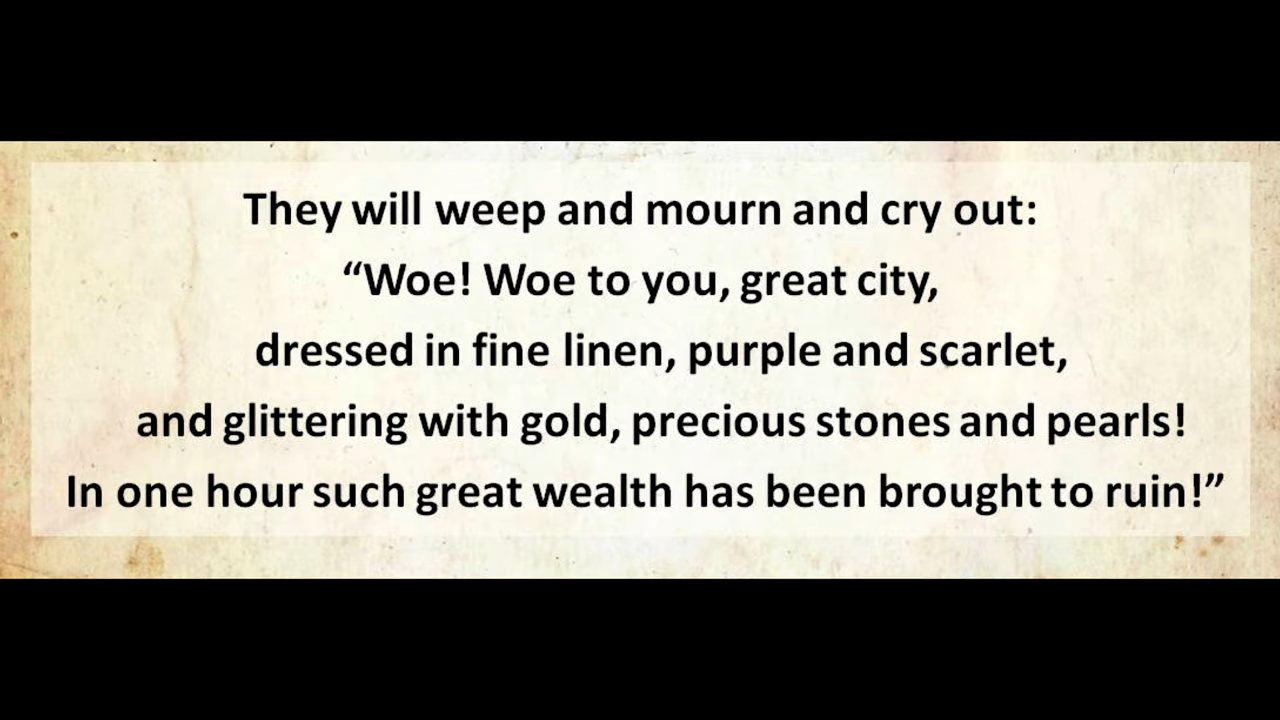 They will weep and mourn and cry out:
“Woe! Woe to you, great city,
dressed in fine linen, purple and scarlet,
and glittering with gold, precious stones and pearls!
In one hour such great wealth has been brought to ruin!”